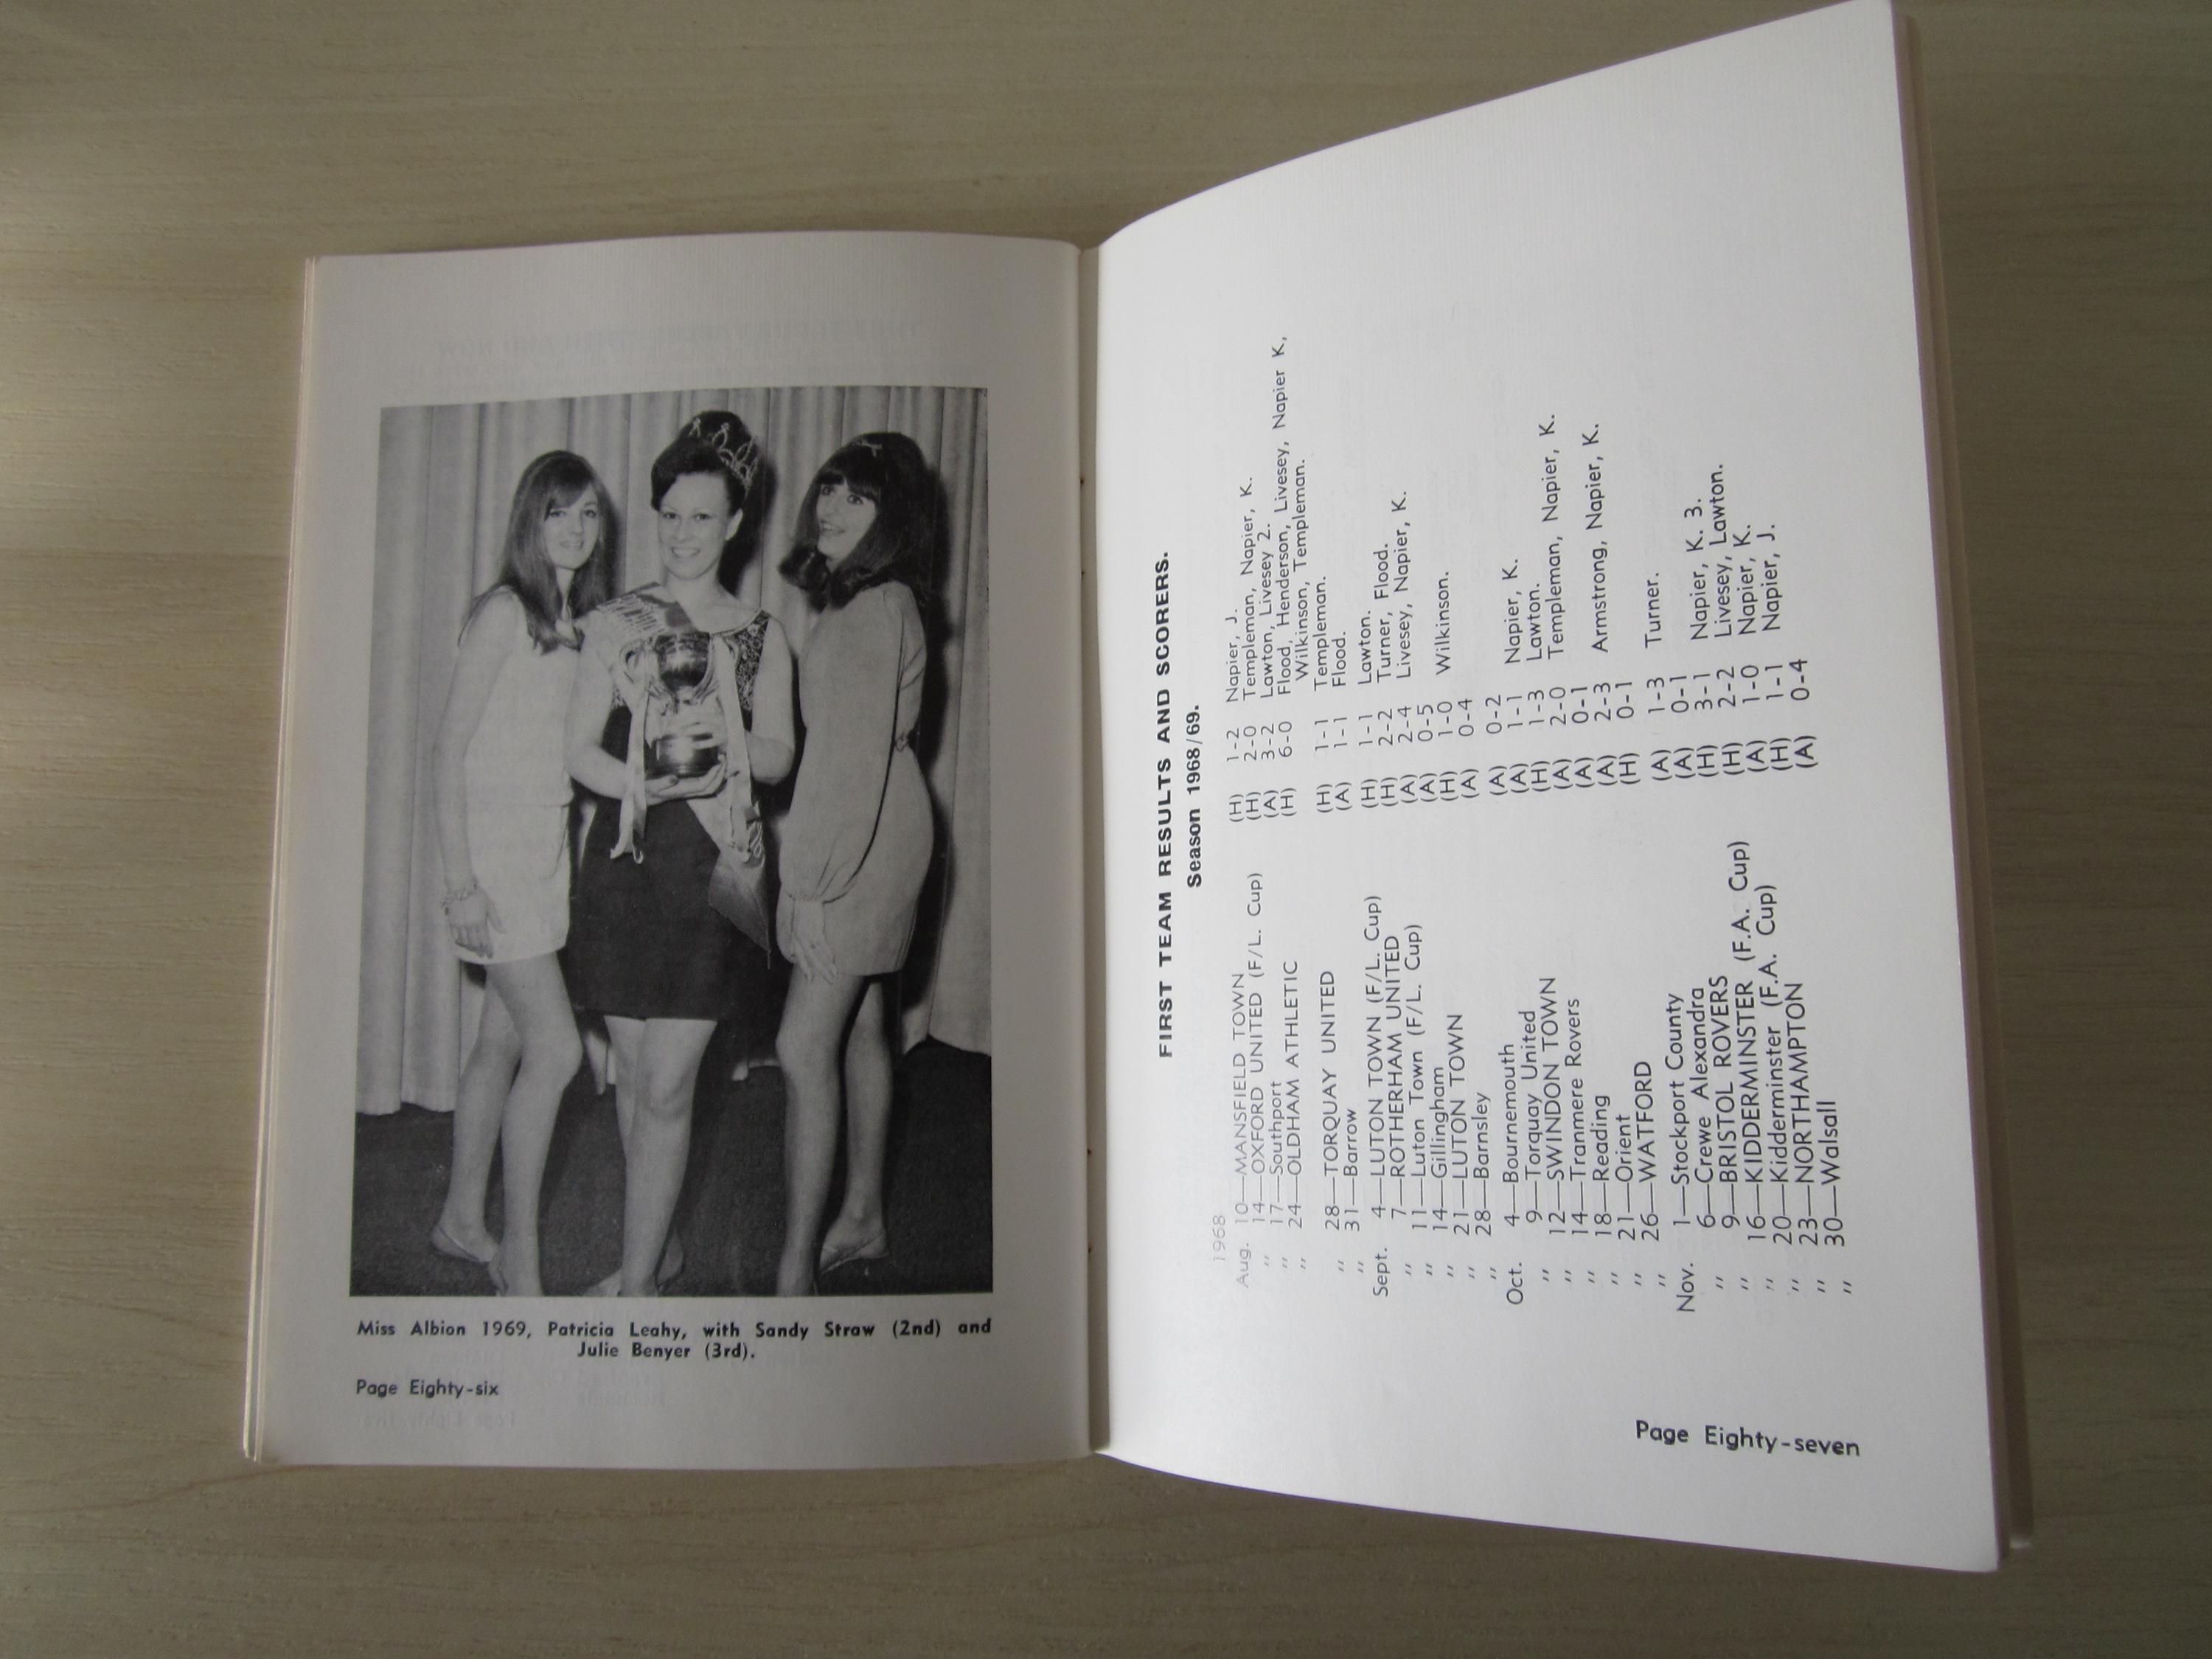 Miss Albion 1969, Patricia Leahy, with Sandy Straw (2nd) and
Julie Benyer (3rd).
Page Eighty-six
FIRST TEAM RESULTS AND SCORERS.
Season 1968/69.
1968
Aug. 10—MANSFIELD TOWN (H) 1-2 Napier, J.
,, 14—OXFORD UNITED (F/L. Cup) (H) 2-0 Templeman, Napier, K.
,, 17—Southport (A) 3-2 Lawton, Livesey 2.
,, 24—OLDHAM ATHLETIC (H) 6-0 Flood, Henderson, Livesey, Napier K,
Wilkinson, Templeman.
,, 28—TORQUAY UNITED (H) 1-1 Templeman.
,, 31—Barrow (A) 1-1 Flood.
Sept. 4—LUTON TOWN (F/L. Cup) (H) 1-1 Lawton.
,, 7—ROTHERHAM UNITED (H) 2-2 Turner, Flood.
,, 11—Luton Town (F/L. Cup) (A) 2-4 Livesey, Napier, K.
,, 14—Gillingham (A) 0-5
,, 21—LUTON TOWN (H) 1-0 Wilkinson.
,, 28—Barnsley (A) 0-4
Oct. 4—Bournemouth (A) 0-2
,, 9—Torquay United (A) 1-1 Napier, K.
,, 12—SWINDON TOWN (H) 1-3 Lawton.
,, 14—Tranmere Rovers (A) 2-0 Templeman, Napier, K.
,, 18—Reading (A) 0-1
,, 21—Orient (A) 2-3 Armstrong, Napier, K.
,, 26—WATFORD (H) 0-1
Nov. 1—Stockport County (A) 1-3 Turner.
,, 6—Crewe Alexandra (A) 0-1
,, 9—BRISTOL ROVERS (H) 3-1 Napier, K. 3.
,, 16—KIDDERMINSTER (F.A. Cup) (H) 2-2 Livesey, Lawton.
,, 20—Kidderminster (F.A. Cup) (A) 1-0 Napier, K.
,, 23—NORTHAMPTON (H) 1-1 Napier, J.
,, 30—Walsall (A) 0-4
Page Eighty-seven